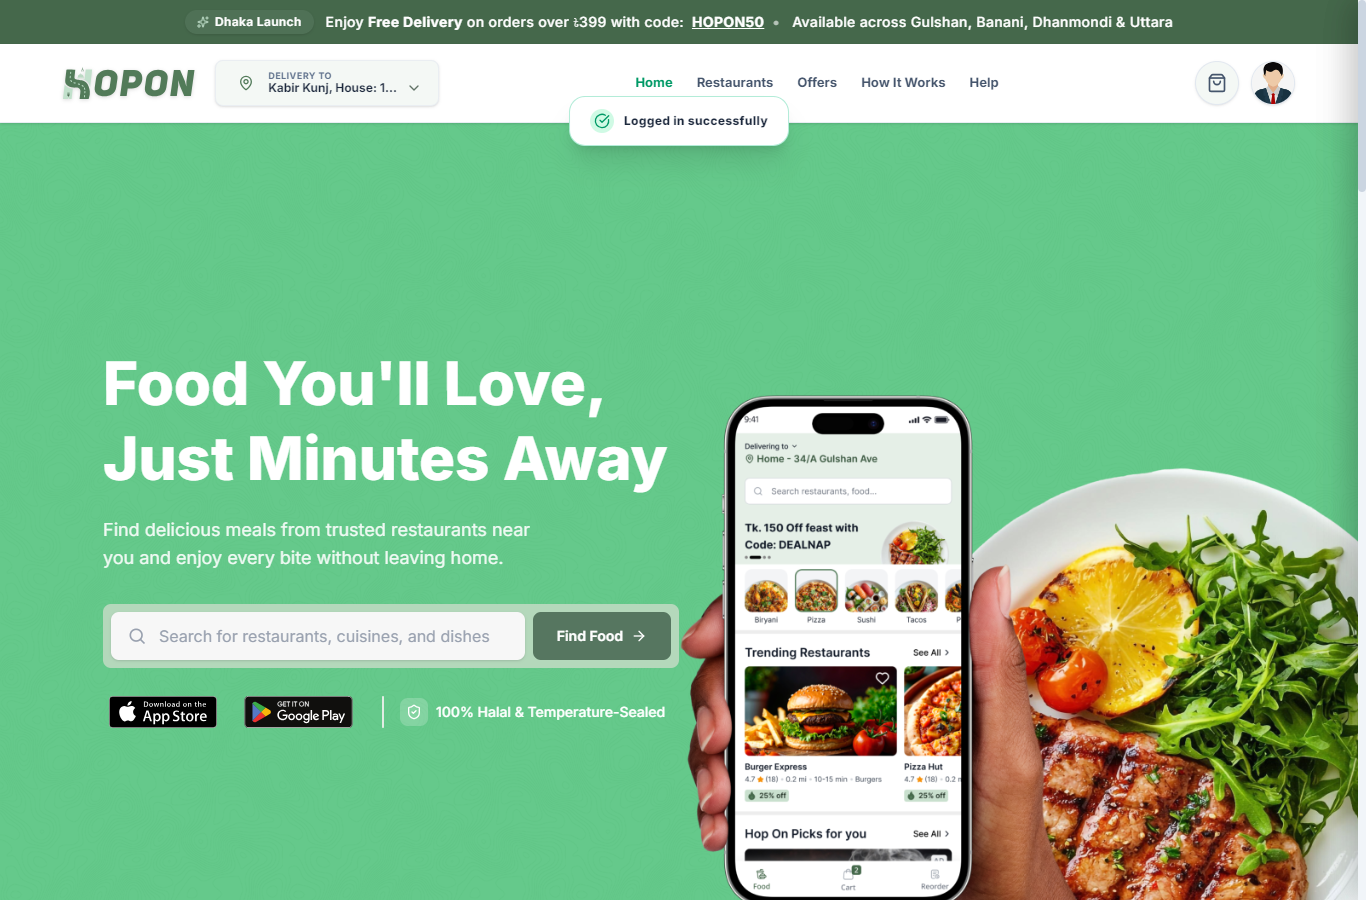 Dhaka Launch Enjoy Free Delivery on orders over ৳399 with code: HOPON50 • Available across Gulshan, Banani, Dhanmondi & Uttara
HOPON
DELIVERY TO
Kabir Kunj, House: 1...
Home Restaurants Offers How It Works Help
Logged in successfully
Food You'll Love,
Just Minutes Away
Find delicious meals from trusted restaurants near
you and enjoy every bite without leaving home.
Search for restaurants, cuisines, and dishes
Find Food
Download on the
App Store
GET IT ON
Google Play
100% Halal & Temperature-Sealed
9:41
Delivering to
Home - 34/A Gulshan Ave
Search restaurants, food...
Tk. 150 Off feast with
Code: DEALNAP
Biryani Pizza Sushi Tacos P
Trending Restaurants See All
Burger Express Pizza Hut
4.7 (18) · 0.2 mi · 10-15 min · Burgers 4.7 (18) · 0.2 n
25% off 25% off
Hop On Picks for you See All
Food Cart 2 Reorder